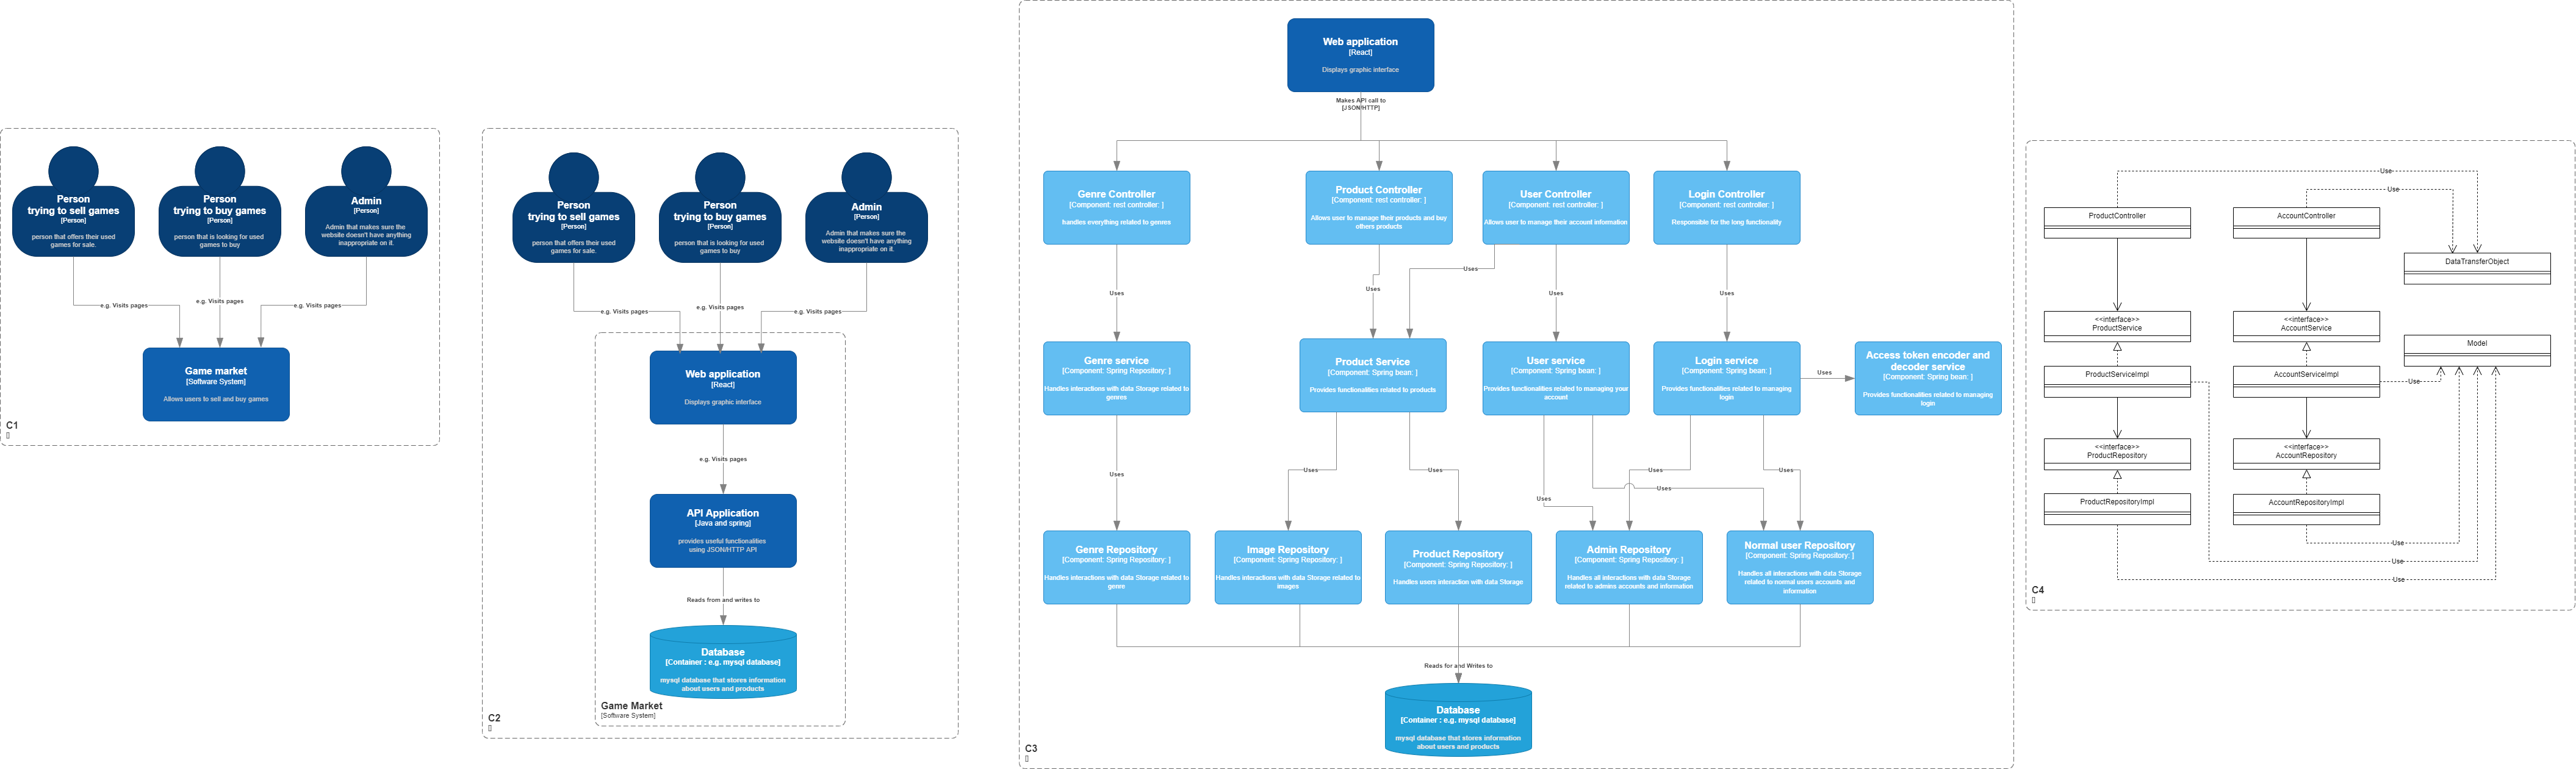 Person
trying to sell games
[Person]
person that offers their used
games for sale.
Person
trying to buy games
[Person]
person that is looking for used
games to buy
Admin
[Person]
Admin that makes sure the
website doesn't have anything
inappropriate on it.
e.g. Visits pages
e.g. Visits pages
e.g. Visits pages
Game market
[Software System]
Allows users to sell and buy games
C1
Person
trying to sell games
[Person]
person that offers their used
games for sale.
Person
trying to buy games
[Person]
person that is looking for used
games to buy
Admin
[Person]
Admin that makes sure the
website doesn't have anything
inappropriate on it.
e.g. Visits pages
e.g. Visits pages
e.g. Visits pages
Web application
[React]
Displays graphic interface
e.g. Visits pages
API Application
[Java and spring]
provides useful functionalities
using JSON/HTTP API
Reads from and writes to
Database
[Container : e.g. mysql database]
mysql database that stores information
about users and products
Game Market
[Software System]
C2
Web application
[React]
Displays graphic interface
Makes API call to
[JSON/HTTP]
Genre Controller
[Component: rest controller: ]
handles everything related to genres
Product Controller
[Component: rest controller: ]
Allows user to manage their products and buy
others products
User Controller
[Component: rest controller: ]
Allows user to manage their account information
Login Controller
[Component: rest controller: ]
Responsible for the long functionality
Uses
Uses
Uses
Uses
Uses
Genre service
[Component: Spring Repository: ]
Handles interactions with data Storage related to
genres
Product Service
[Component: Spring bean: ]
Provides functionalities related to products
User service
[Component: Spring bean: ]
Provides functionalities related to managing your
account
Login service
[Component: Spring bean: ]
Provides functionalities related to managing
login
Uses
Access token encoder and
decoder service
[Component: Spring bean: ]
Provides functionalities related to managing
login
Uses
Uses
Uses
Uses
Uses
Uses
Uses
Genre Repository
[Component: Spring Repository: ]
Handles interactions with data Storage related to
genre
Image Repository
[Component: Spring Repository: ]
Handles interactions with data Storage related to
images
Product Repository
[Component: Spring Repository: ]
Handles users interaction with data Storage
Admin Repository
[Component: Spring Repository: ]
Handles all interactions with data Storage
related to admins accounts and information
Normal user Repository
[Component: Spring Repository: ]
Handles all interactions with data Storage
related to normal users accounts and
information
Reads for and Writes to
Database
[Container : e.g. mysql database]
mysql database that stores information
about users and products
C3
Use
Use
ProductController
AccountController
DataTransferObject
<<interface>>
ProductService
<<interface>>
AccountService
Model
ProductServiceImpl
AccountServiceImpl
Use
<<interface>>
ProductRepository
<<interface>>
AccountRepository
ProductRepositoryImpl
AccountRepositoryImpl
Use
Use
Use
C4